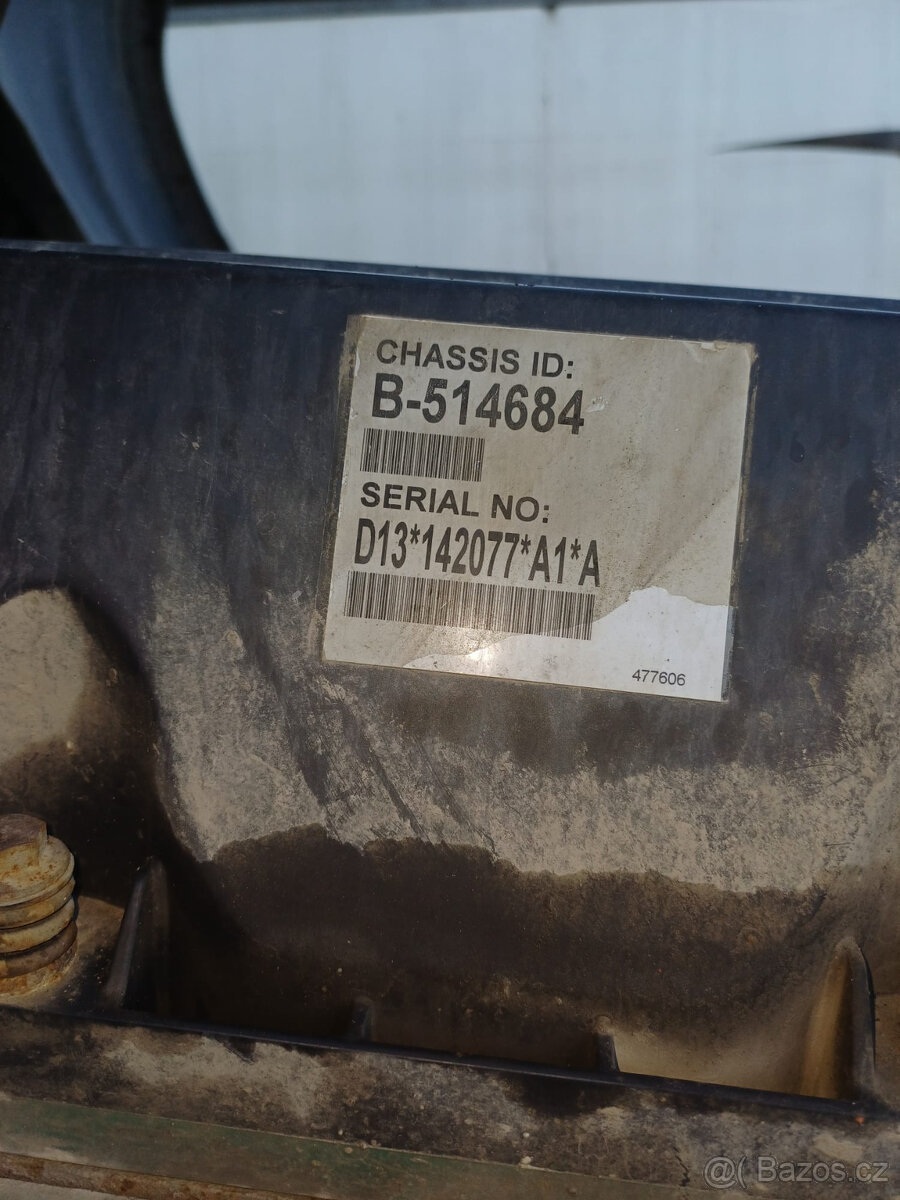 CHASSIS ID:
B-514684
SERIAL NO:
D13*142077*A1*A
477606
@( Bazos.cz